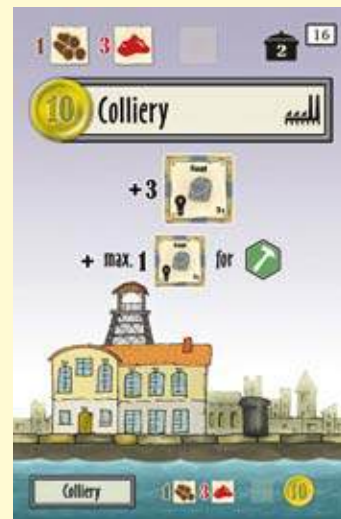 1 3 2 16
10 Colliery
+3
+ max. 1 for
Colliery 1 3 10